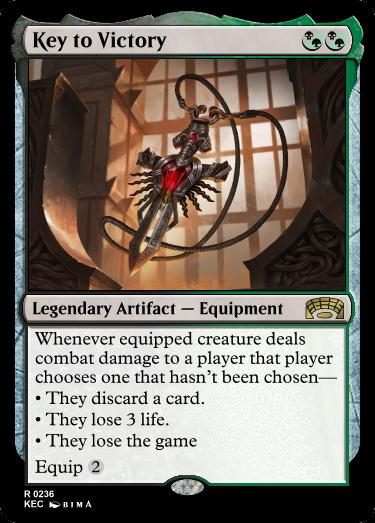 Key to Victory
Legendary Artifact — Equipment
Whenever equipped creature deals
combat damage to a player that player
chooses one that hasn't been chosen—
• They discard a card.
• They lose 3 life.
• They lose the game
Equip 2
R 0236
KEC BIMA